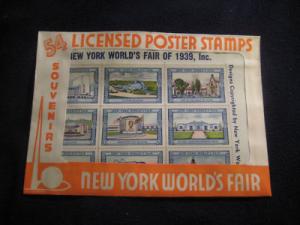 54 LICENSED POSTER STAMPS
SOUVENIRS
NEW YORK WORLD'S FAIR OF 1939, Inc.
Designs Copyrighted by New York Wo
NEW YORK WORLD'S FAIR